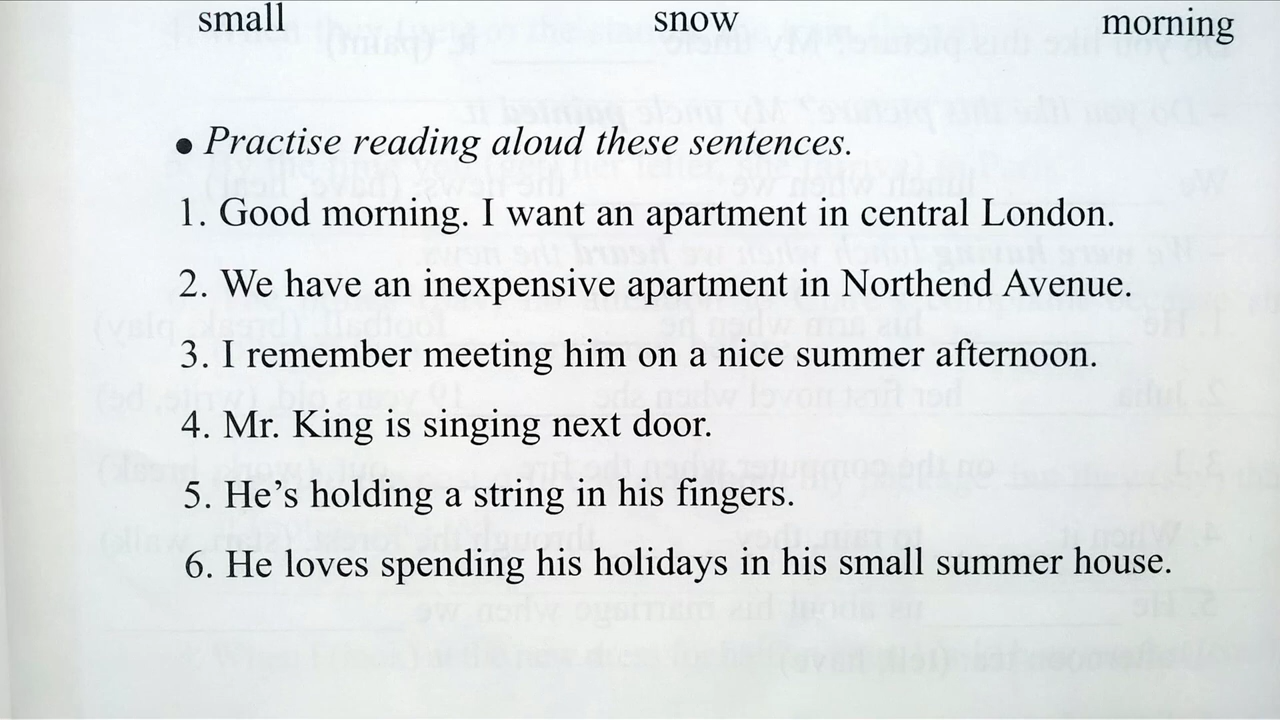 small snow morning
• Practise reading aloud these sentences.
1. Good morning. I want an apartment in central London.
2. We have an inexpensive apartment in Northend Avenue.
3. I remember meeting him on a nice summer afternoon.
4. Mr. King is singing next door.
5. He’s holding a string in his fingers.
6. He loves spending his holidays in his small summer house.